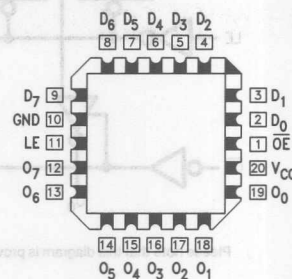 D6 D5 D4 D3 D2
8 7 6 5 4
D7 9
GND 10
LE 11
O7 12
O6 13
3 D1
2 D0
1 OE
20 VCC
19 O0
14 15 16 17 18
O5 O4 O3 O2 O1